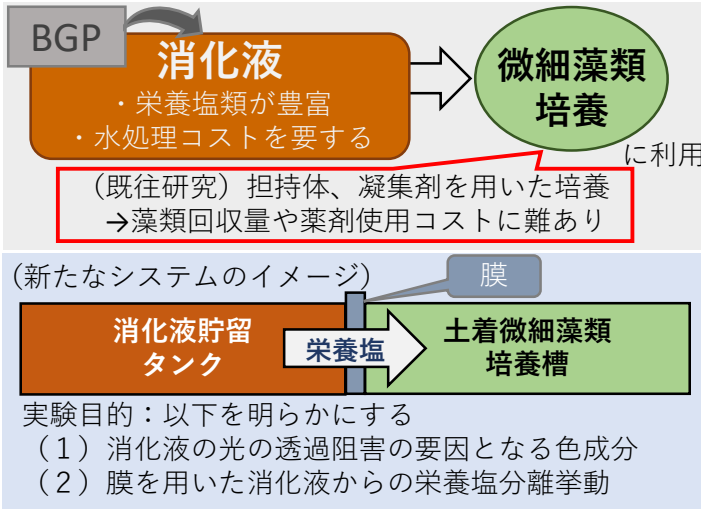 BGP
消化液
・栄養塩類が豊富
・水処理コストを要する
微細藻類
培養
に利用
（既往研究）担持体、凝集剤を用いた培養
→藻類回収量や薬剤使用コストに難あり
（新たなシステムのイメージ）
膜
消化液貯留
タンク
栄養塩
土着微細藻類
培養槽
実験目的：以下を明らかにする
（１）消化液の光の透過阻害の要因となる色成分
（２）膜を用いた消化液からの栄養塩分離挙動